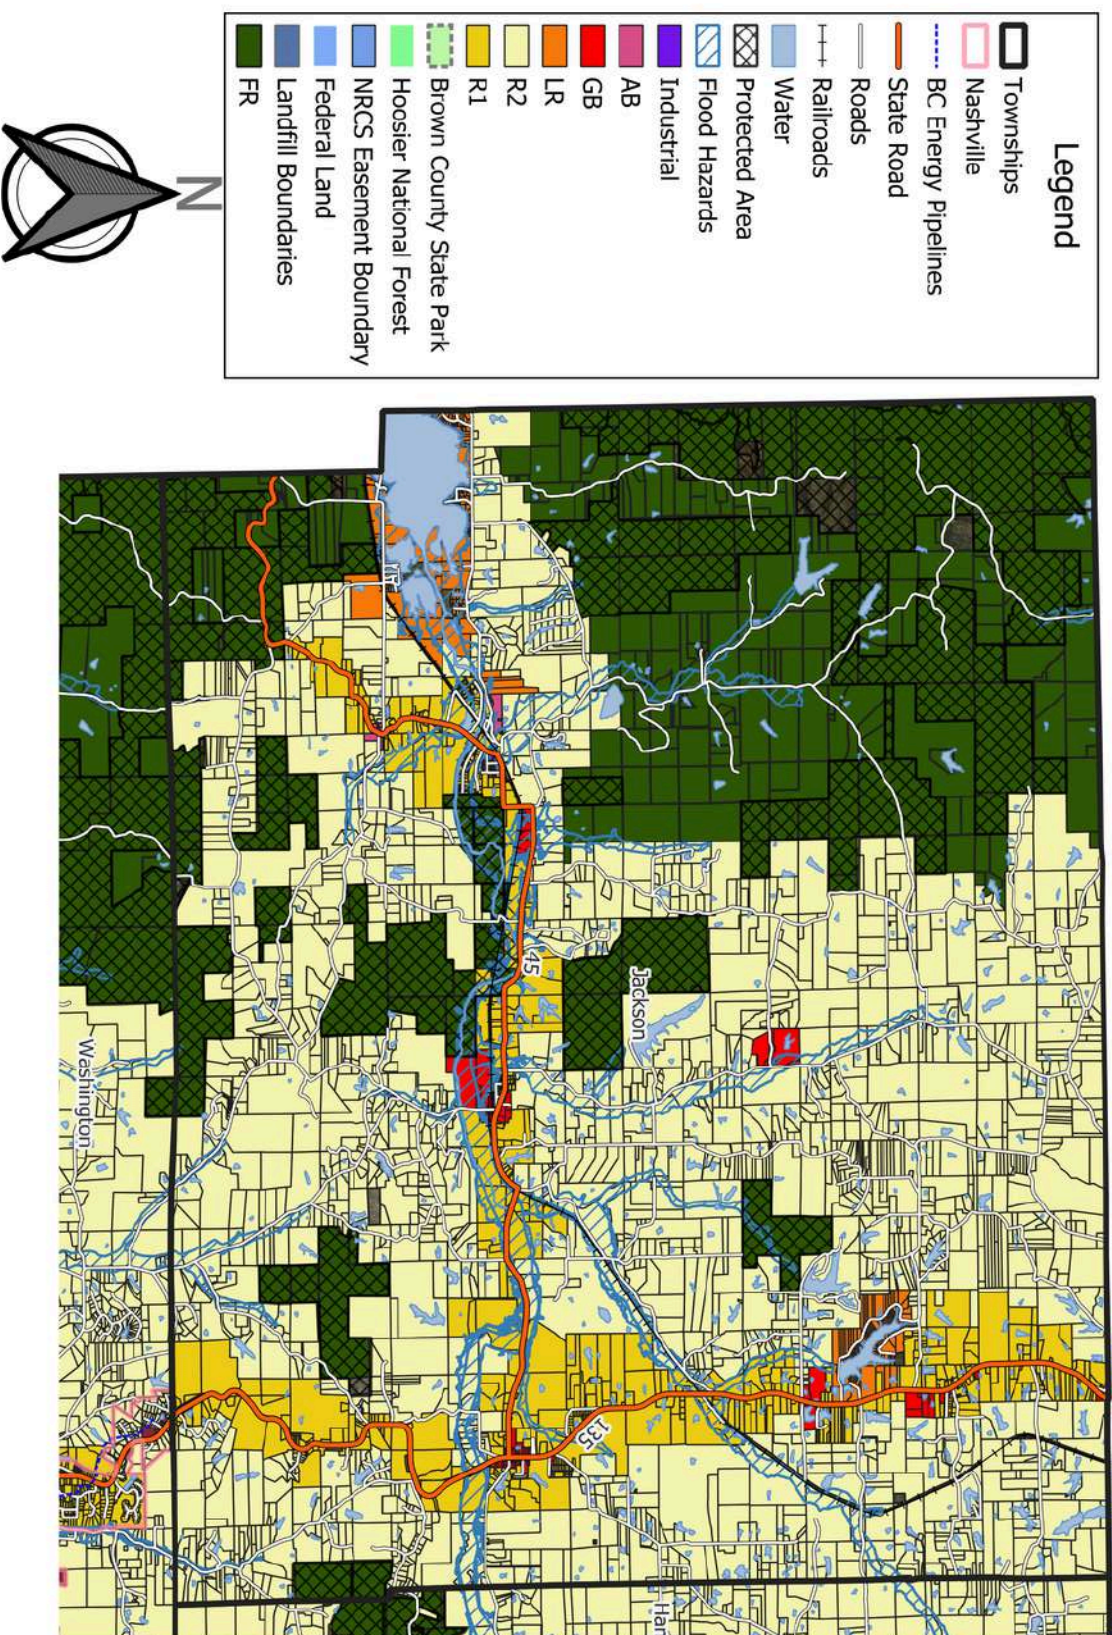 Legend
Townships
Nashville
BC Energy Pipelines
State Road
Roads
Railroads
Water
Protected Area
Flood Hazards
Industrial
AB
GB
LR
R2
R1
Brown County State Park
Hoosier National Forest
NRCS Easement Boundary
Federal Land
Landfill Boundaries
FR
N
45
Jackson
135
Washington
Har